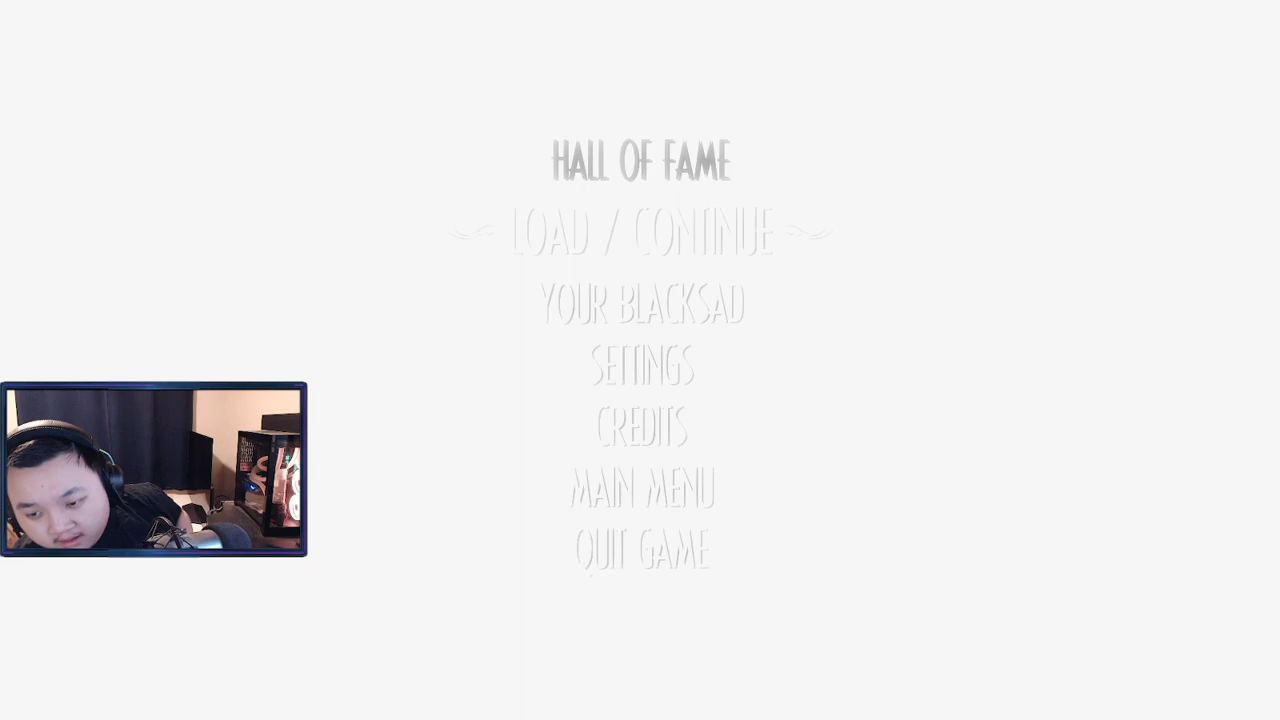 HALL OF FAME
LOAD / CONTINUE
YOUR BLACKSAD
SETTINGS
CREDITS
MAIN MENU
QUIT GAME